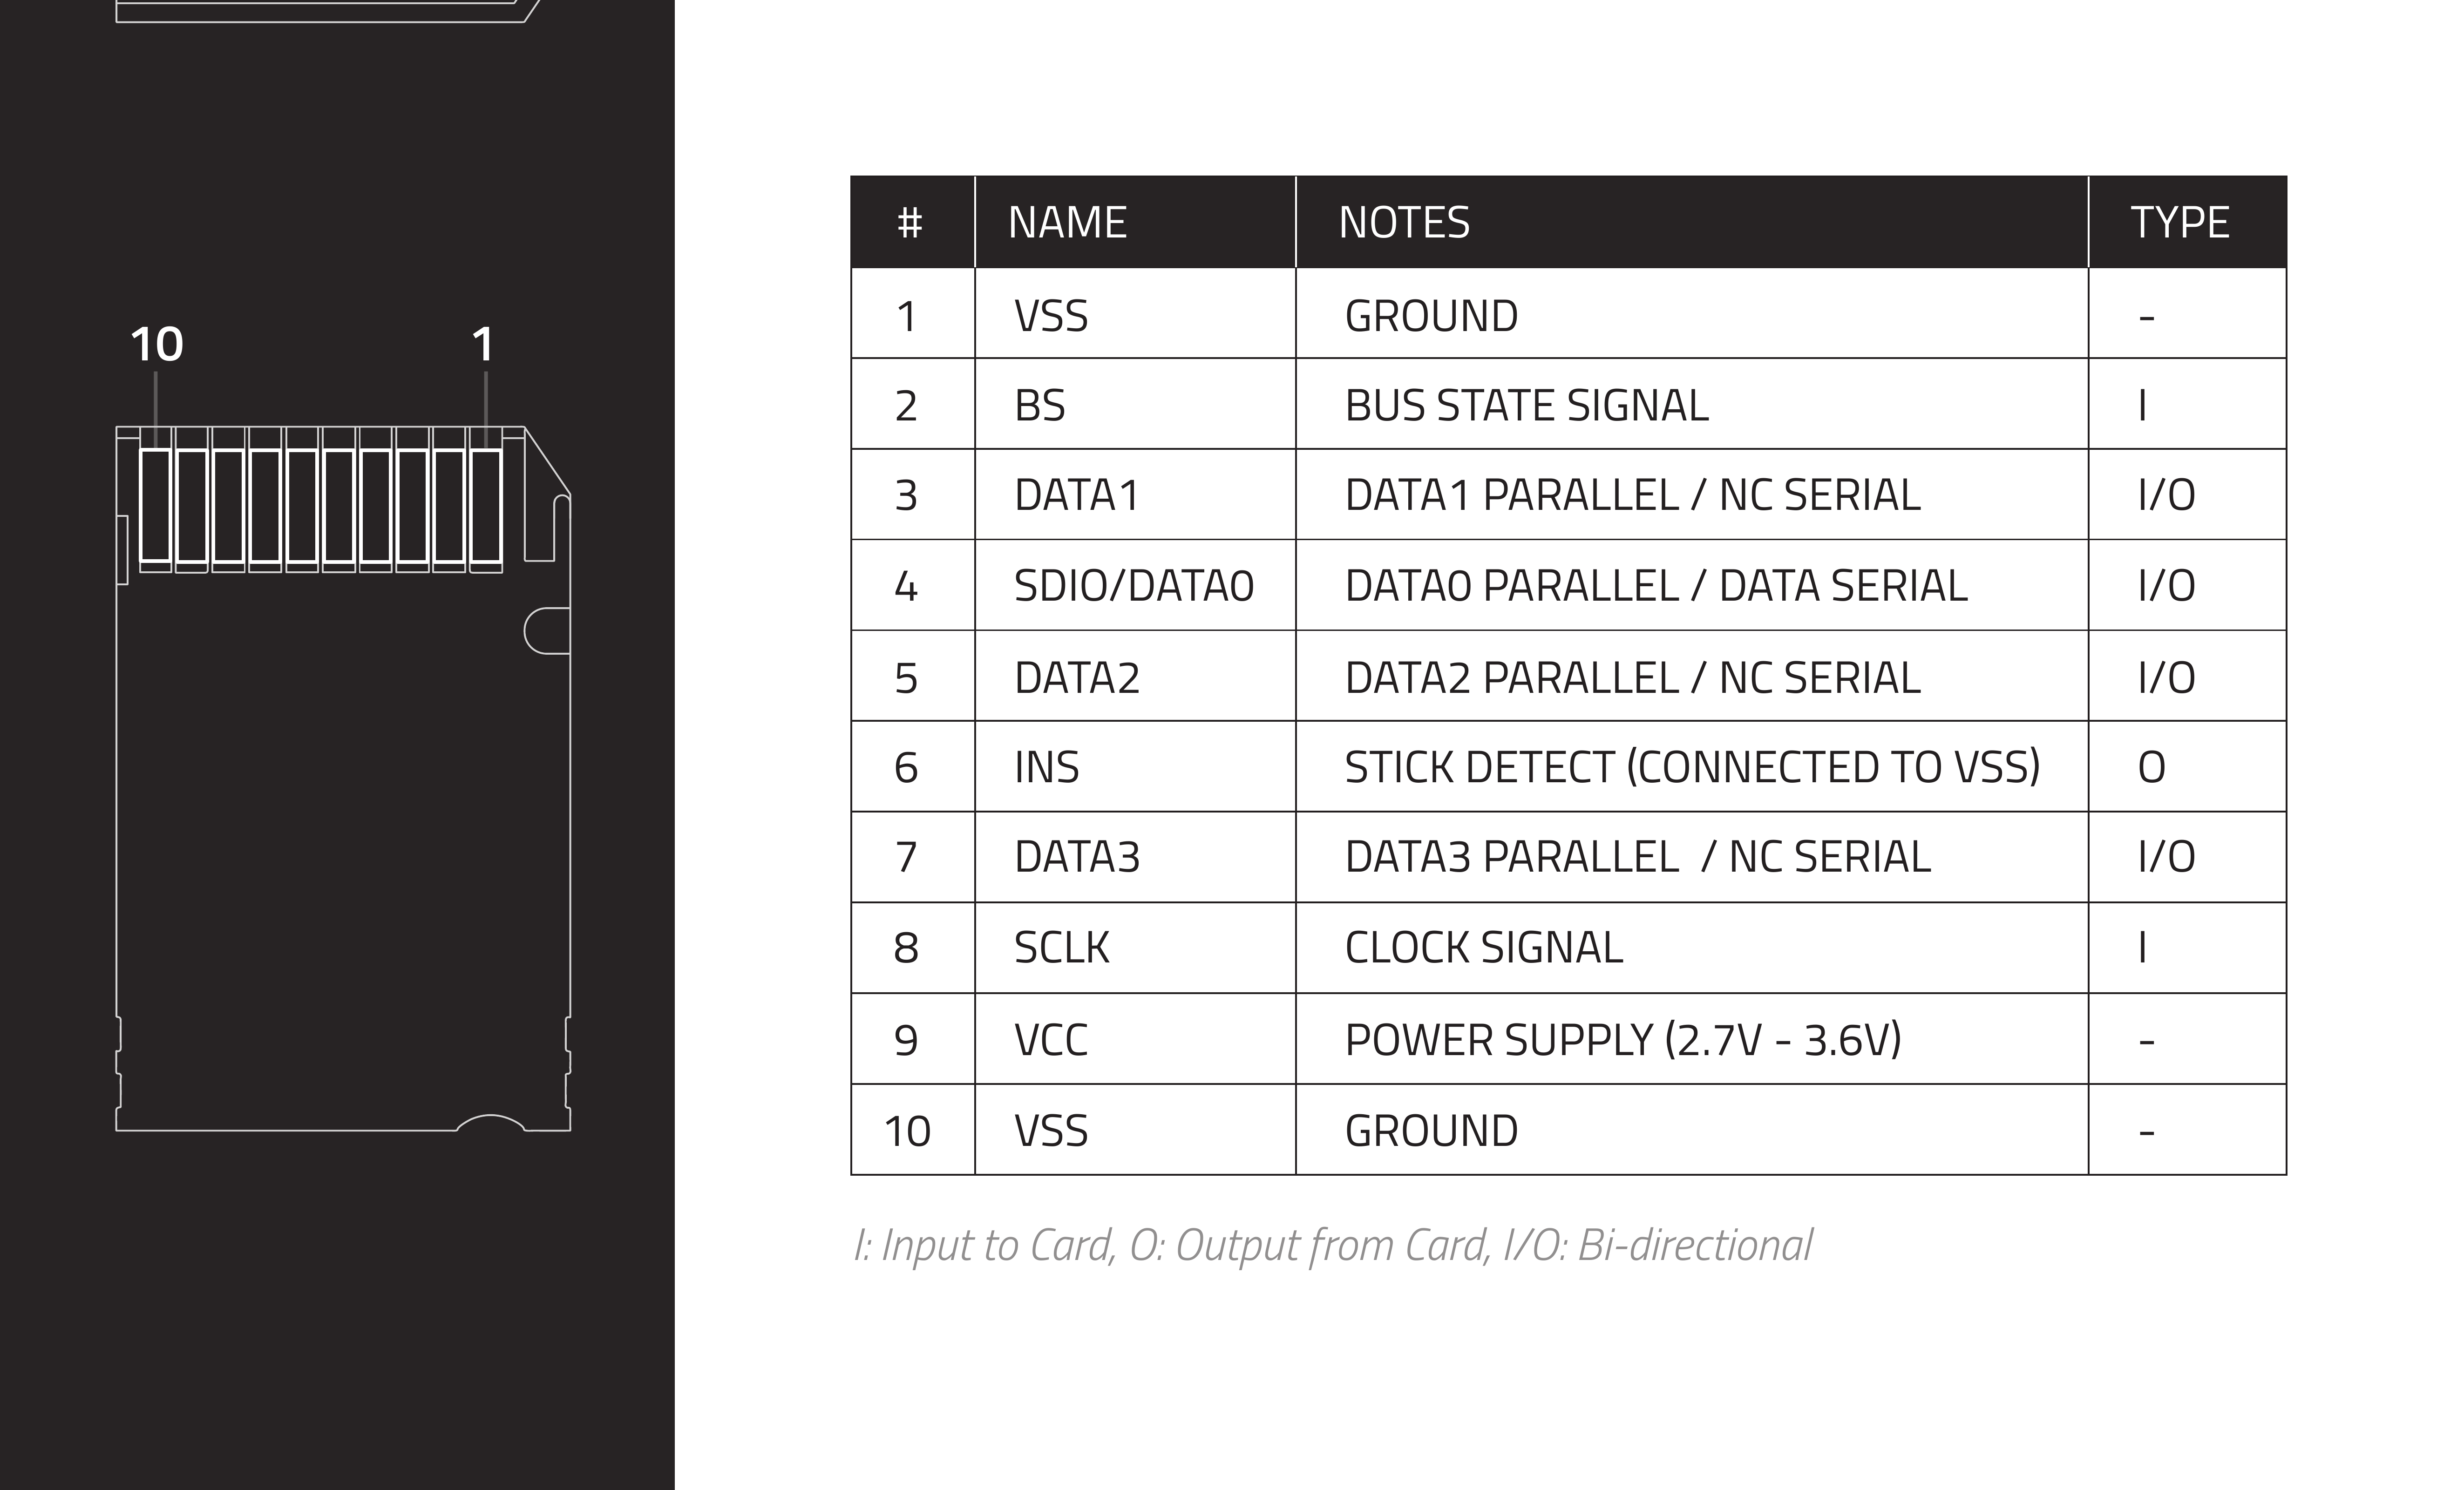 10 1
# NAME NOTES TYPE
1 VSS GROUND -
2 BS BUS STATE SIGNAL I
3 DATA1 DATA1 PARALLEL / NC SERIAL I/O
4 SDIO/DATA0 DATA0 PARALLEL / DATA SERIAL I/O
5 DATA2 DATA2 PARALLEL / NC SERIAL I/O
6 INS STICK DETECT (CONNECTED TO VSS) O
7 DATA3 DATA3 PARALLEL / NC SERIAL I/O
8 SCLK CLOCK SIGNAL I
9 VCC POWER SUPPLY (2.7V - 3.6V) -
10 VSS GROUND -
I: Input to Card, O: Output from Card, I/O: Bi-directional